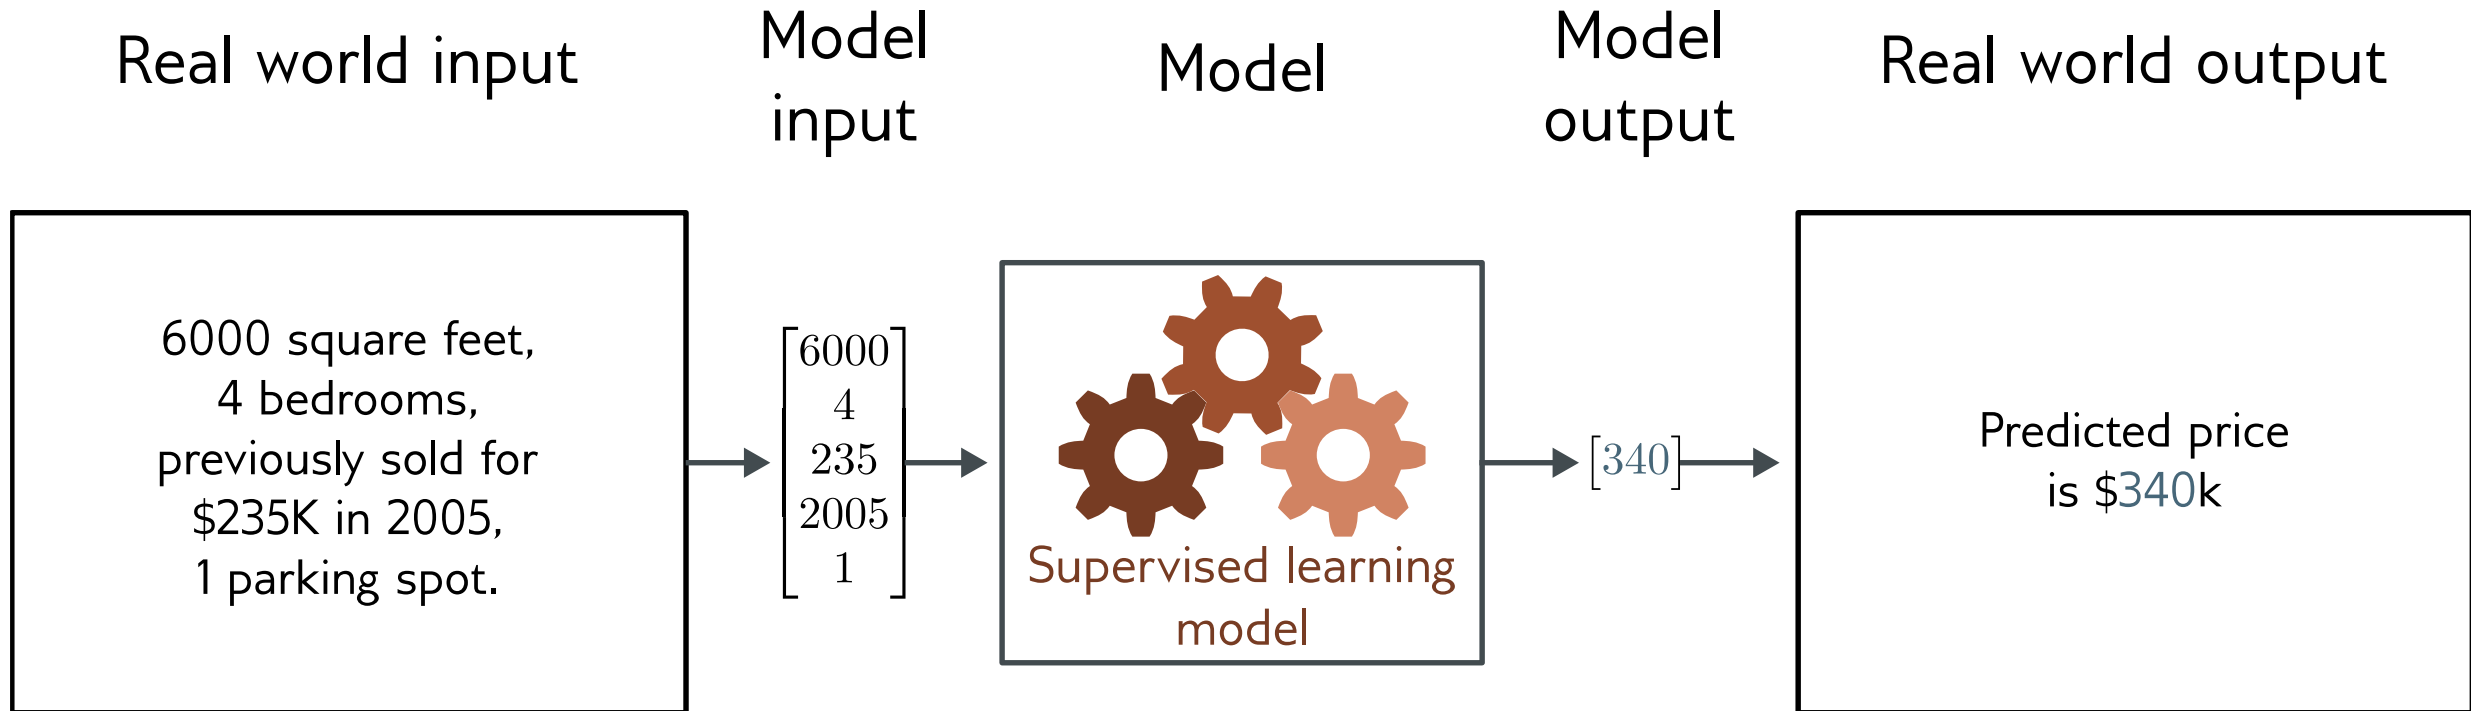 Real world input
Model
input
Model
Model
output
Real world output
6000 square feet,
4 bedrooms,
previously sold for
$235K in 2005,
1 parking spot.
6000
4
235
2005
1
Supervised learning
model
[340]
Predicted price
is $340k